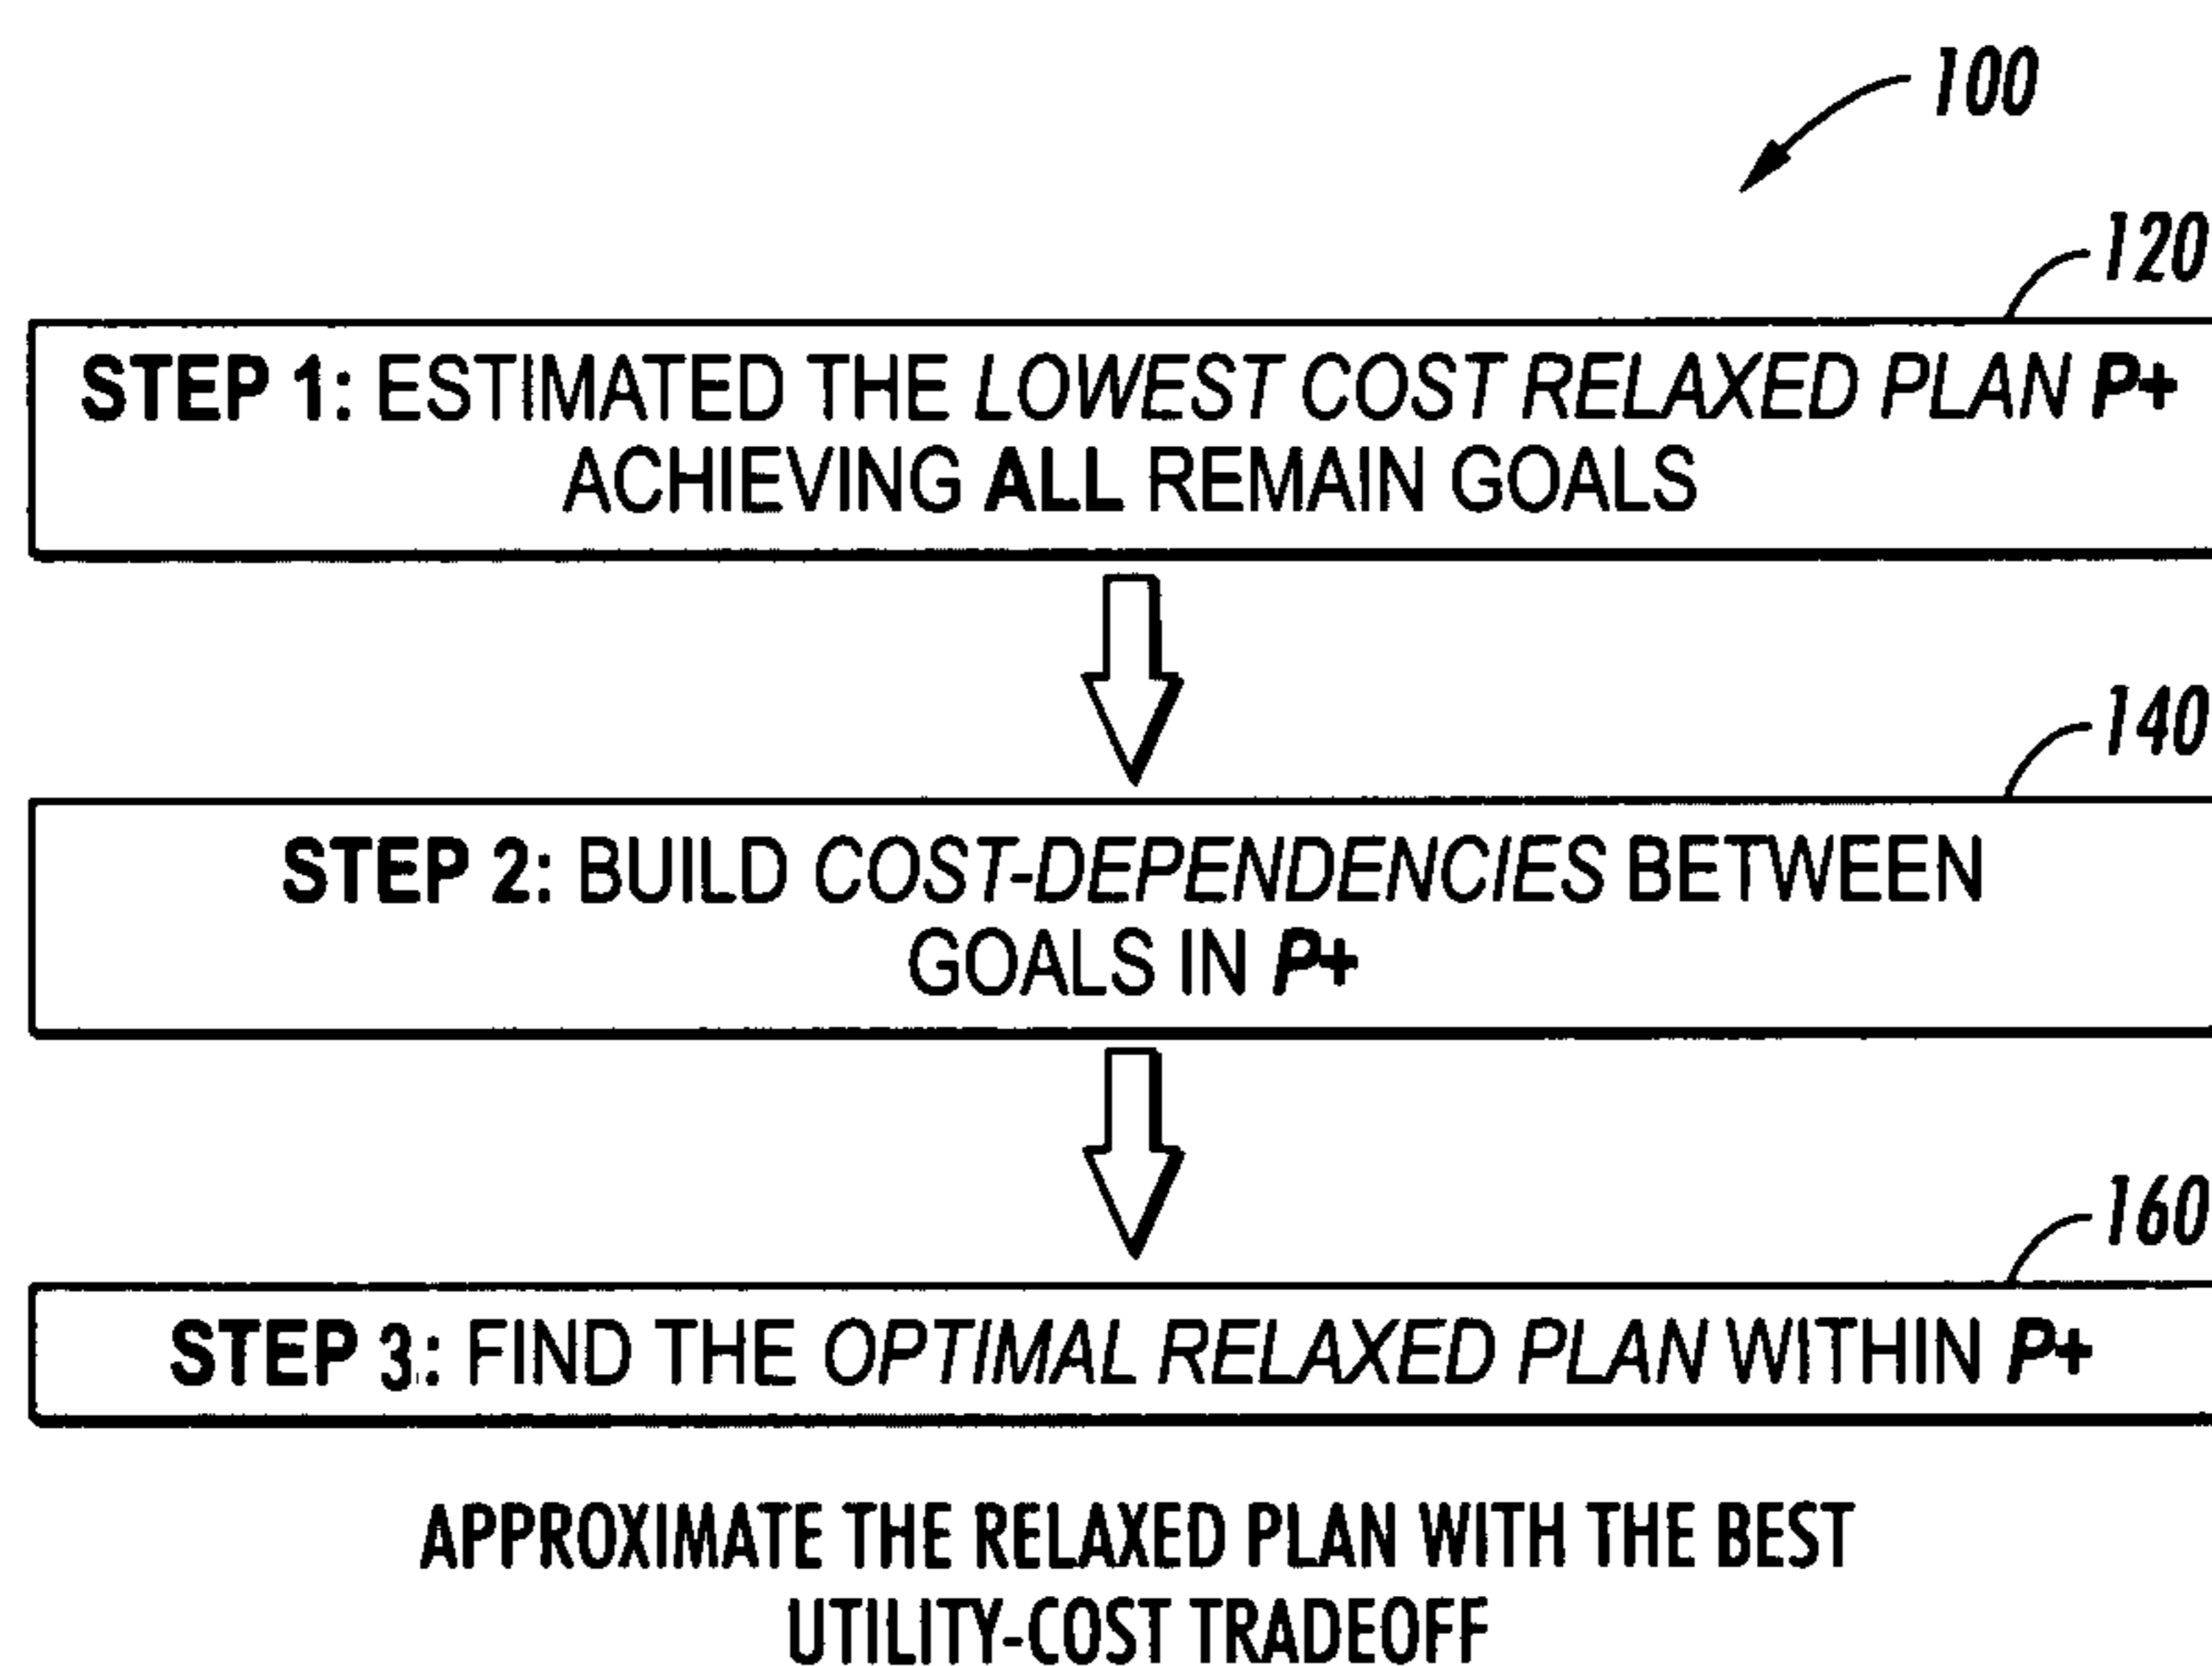 100
120
STEP 1: ESTIMATED THE LOWEST COST RELAXED PLAN P+
ACHIEVING ALL REMAIN GOALS
140
STEP 2: BUILD COST-DEPENDENCIES BETWEEN
GOALS IN P+
160
STEP 3: FIND THE OPTIMAL RELAXED PLAN WITHIN P+
APPROXIMATE THE RELAXED PLAN WITH THE BEST
UTILITY-COST TRADEOFF